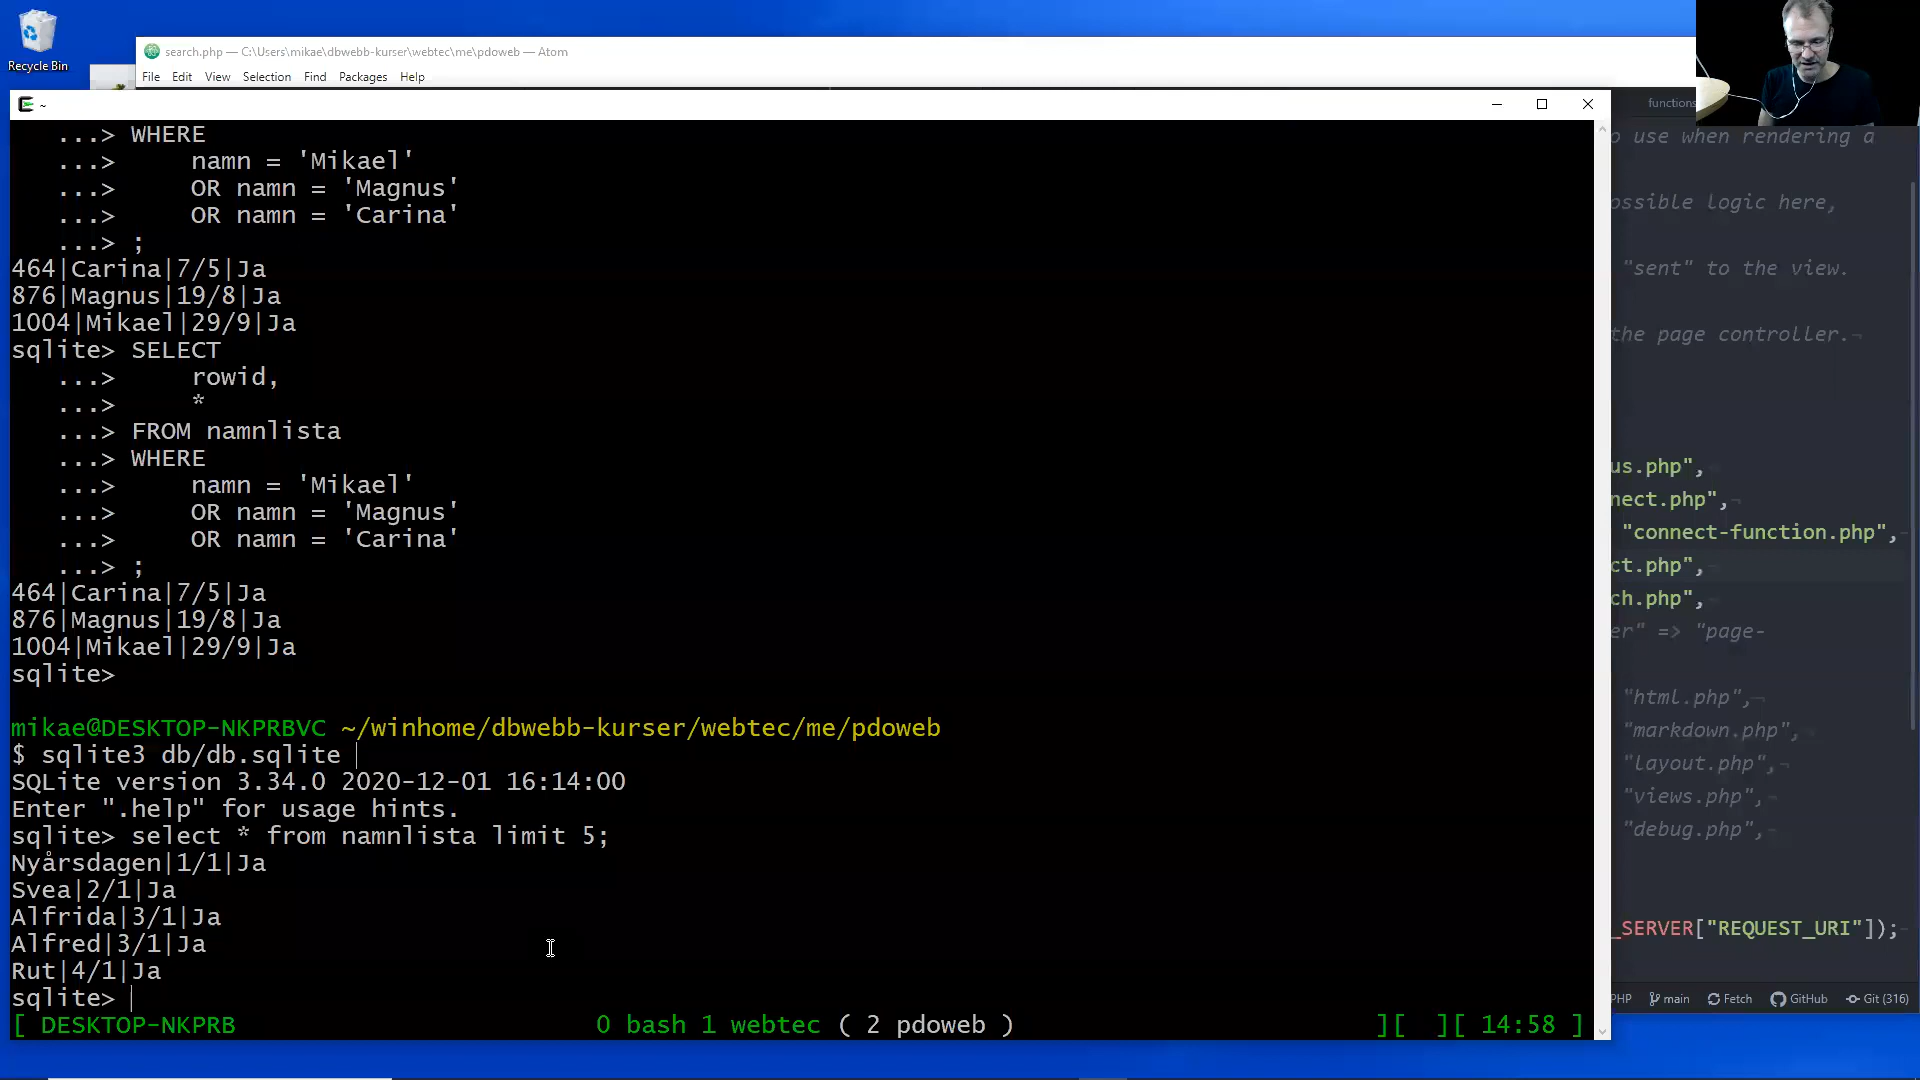 Recycle Bin
search.php — C:\Users\mikae\dbwebb-kurser\webtec\me\pdoweb — Atom
File Edit View Selection Find Packages Help
~
functions
...> WHERE
...> namn = 'Mikael'
...> OR namn = 'Magnus'
...> OR namn = 'Carina'
...> ;
464|Carina|7/5|Ja
876|Magnus|19/8|Ja
1004|Mikael|29/9|Ja
sqlite> SELECT
...> rowid,
...> *
...> FROM namnlista
...> WHERE
...> namn = 'Mikael'
...> OR namn = 'Magnus'
...> OR namn = 'Carina'
...> ;
464|Carina|7/5|Ja
876|Magnus|19/8|Ja
1004|Mikael|29/9|Ja
sqlite>
mikae@DESKTOP-NKPRBVC ~/winhome/dbwebb-kurser/webtec/me/pdoweb
$ sqlite3 db/db.sqlite
SQLite version 3.34.0 2020-12-01 16:14:00
Enter ".help" for usage hints.
sqlite> select * from namnlista limit 5;
Nyårsdagen|1/1|Ja
Svea|2/1|Ja
Alfrida|3/1|Ja
Alfred|3/1|Ja
Rut|4/1|Ja
sqlite>
[ DESKTOP-NKPRB 0 bash 1 webtec ( 2 pdoweb ) ][ ][ 14:58 ]
o use when rendering a
ossible logic here,
"sent" to the view.
the page controller.¬
us.php",
nect.php",¬
"connect-function.php",¬
ct.php",¬
ch.php",¬
er" => "page-
"html.php",¬
"markdown.php",¬
"layout.php",¬
"views.php",¬
"debug.php",¬
_SERVER["REQUEST_URI"]);¬
PHP main Fetch GitHub Git (316)